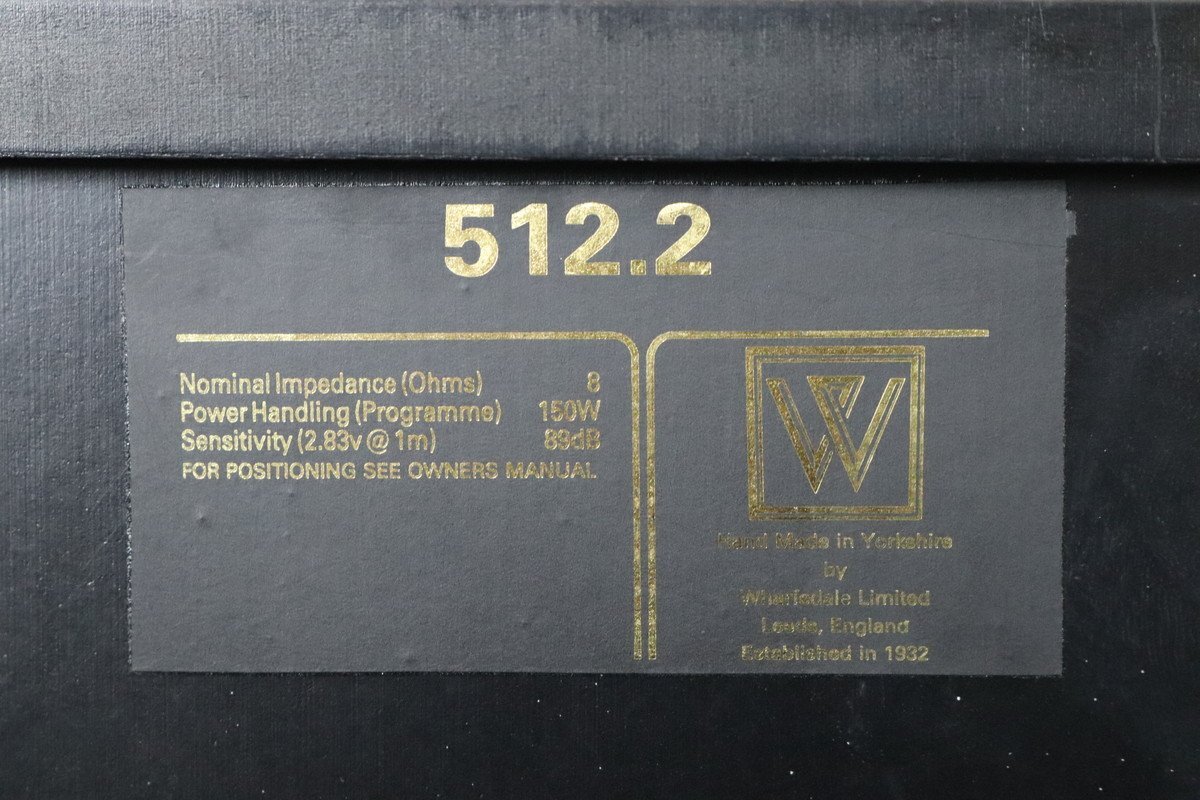 512.2
Nominal Impedance (Ohms) 8
Power Handling (Programme) 150W
Sensitivity (2.83v @ 1m) 89dB
FOR POSITIONING SEE OWNERS MANUAL
W
Hand Made in Yorkshire
by
Wharfedale Limited
Leeds, England
Established in 1932